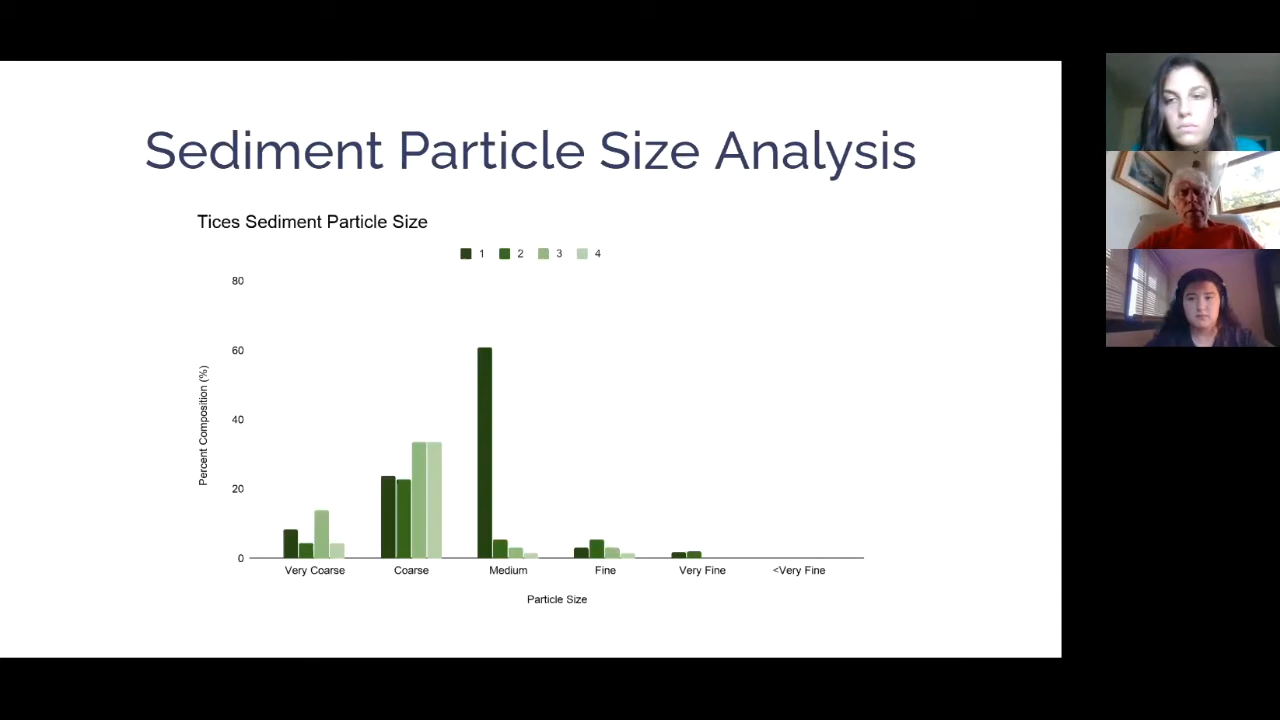 Sediment Particle Size Analysis
Tices Sediment Particle Size
1 2 3 4
80
60
40
20
0
Percent Composition (%)
Very Coarse Coarse Medium Fine Very Fine <Very Fine
Particle Size